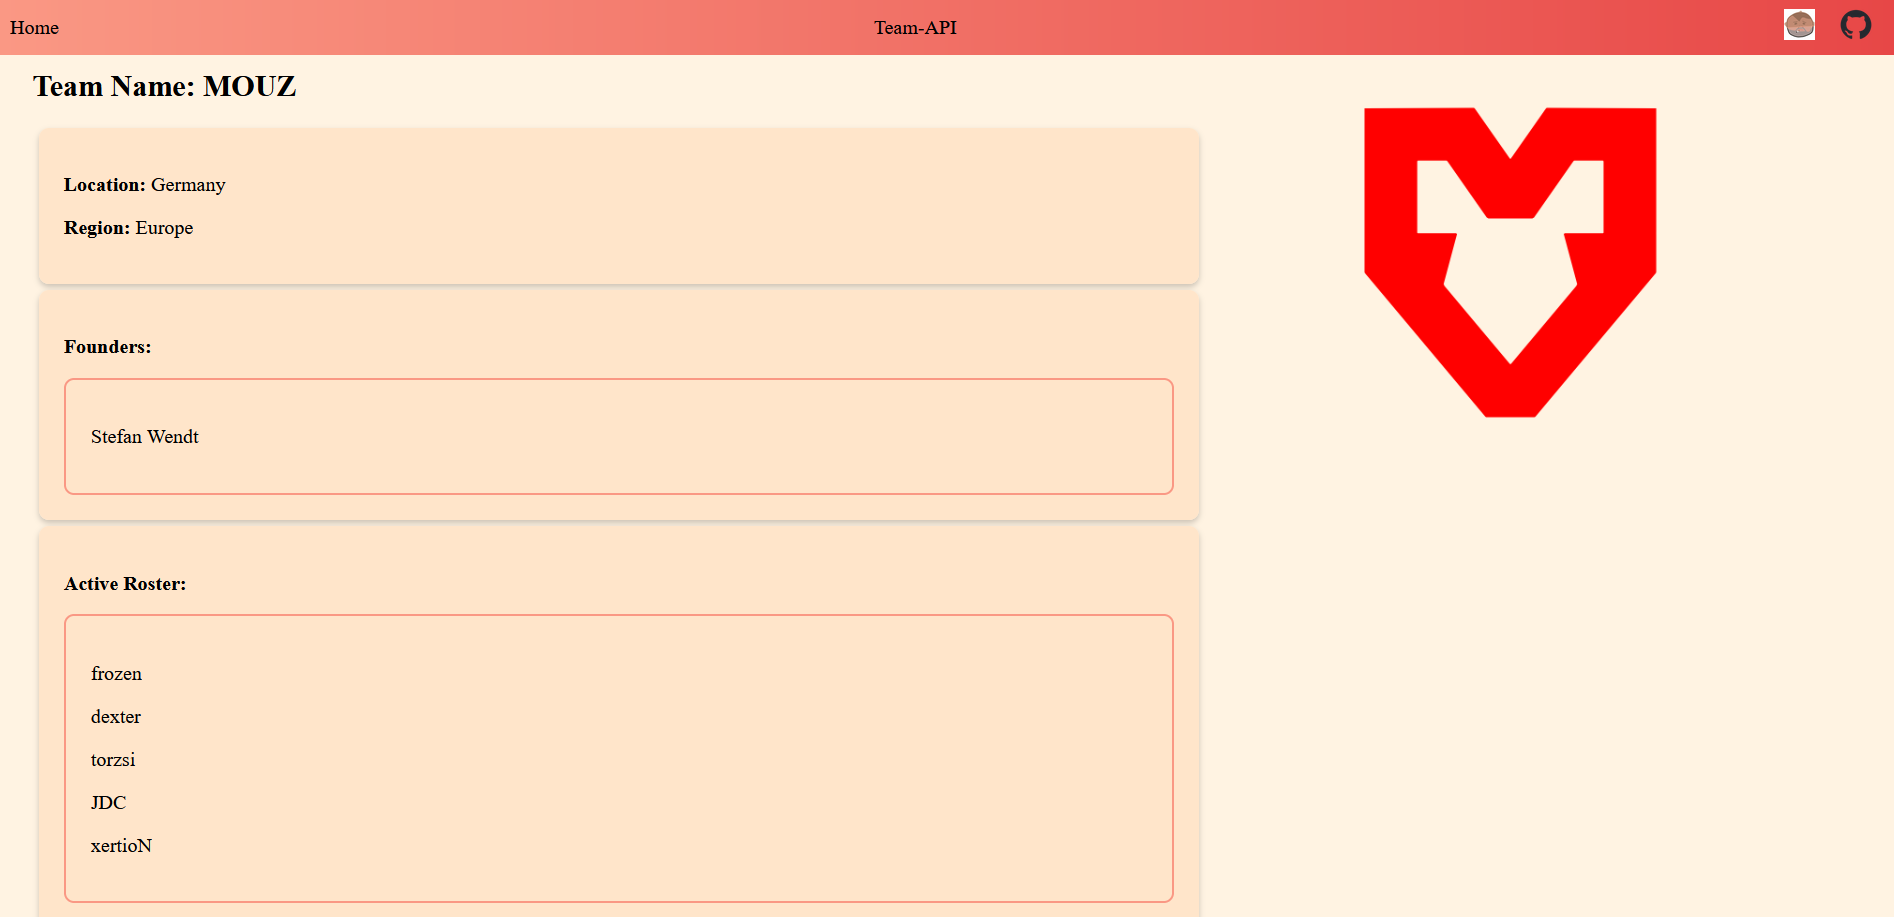 Home
Team-API
Team Name: MOUZ
Location: Germany
Region: Europe
Founders:
Stefan Wendt
Active Roster:
frozen
dexter
torzsi
JDC
xertioN